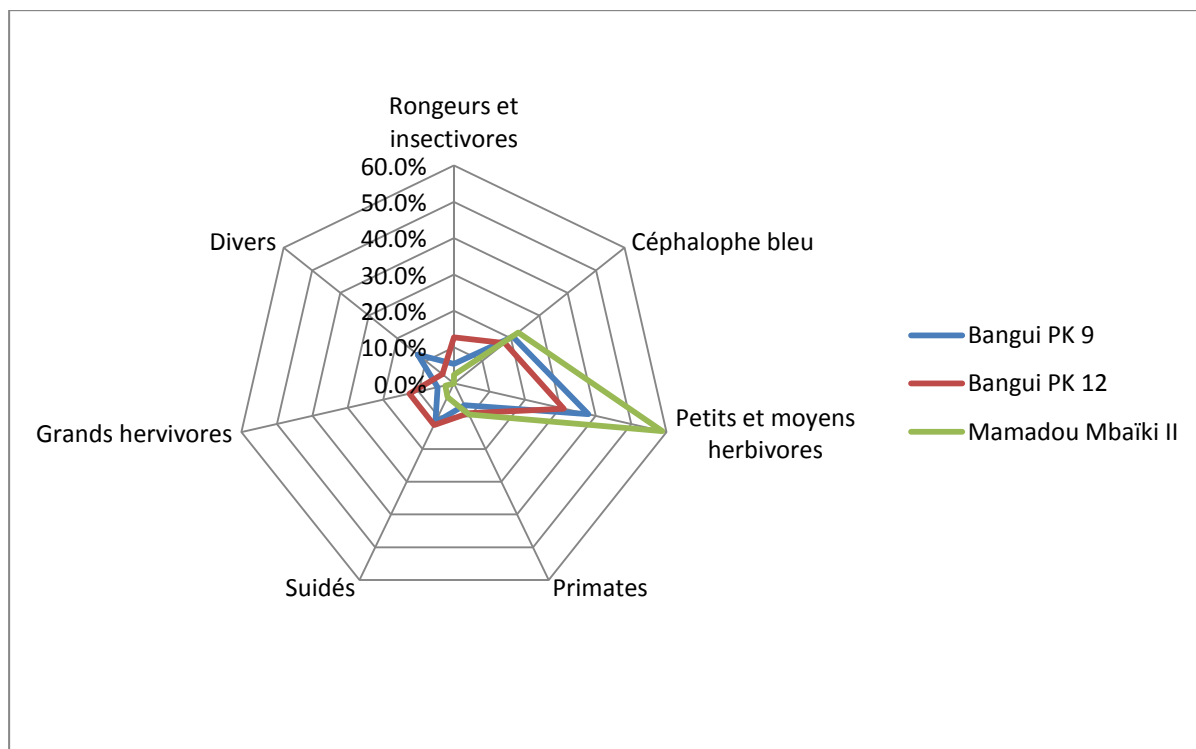 Rongeurs et
insectivores
60.0%
50.0%
40.0%
30.0%
20.0%
10.0%
0.0%
Céphalophe bleu
Petits et moyens
herbivores
Primates
Suidés
Grands hervivores
Divers
Bangui PK 9
Bangui PK 12
Mamadou Mbaïki II